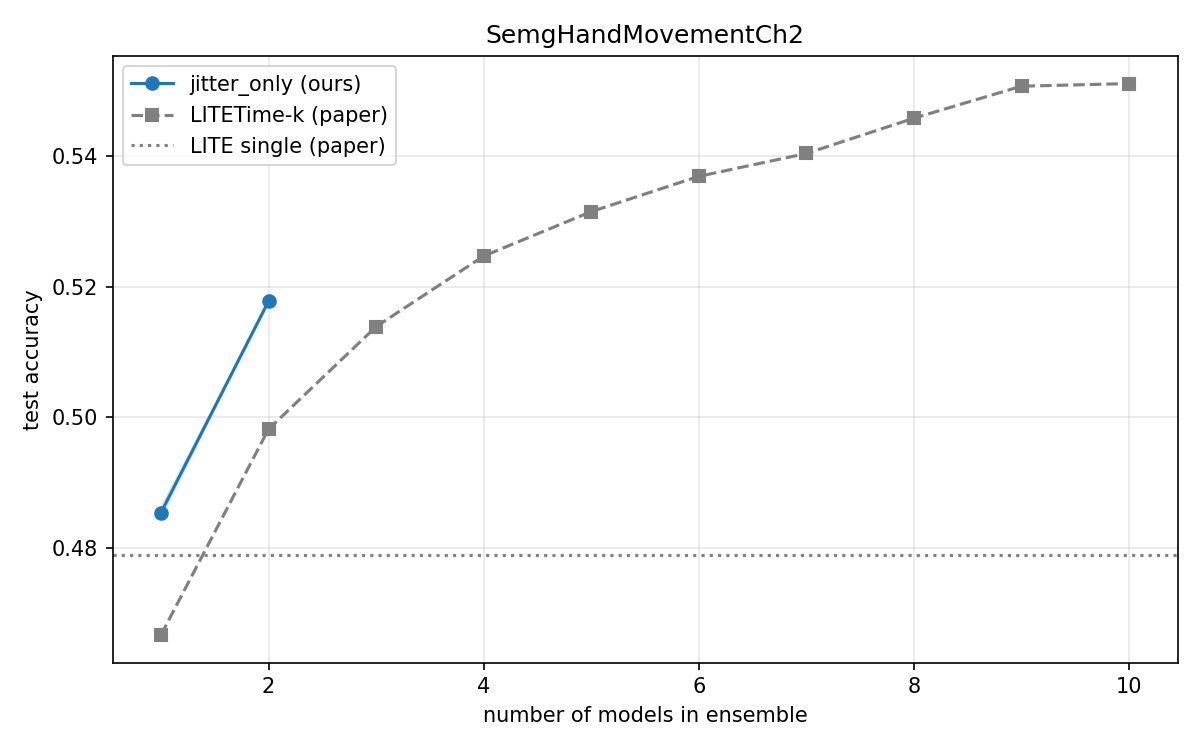 SemgHandMovementCh2
jitter_only (ours)
LITETime-k (paper)
LITE single (paper)
test accuracy
0.54
0.52
0.50
0.48
2 4 6 8 10
number of models in ensemble